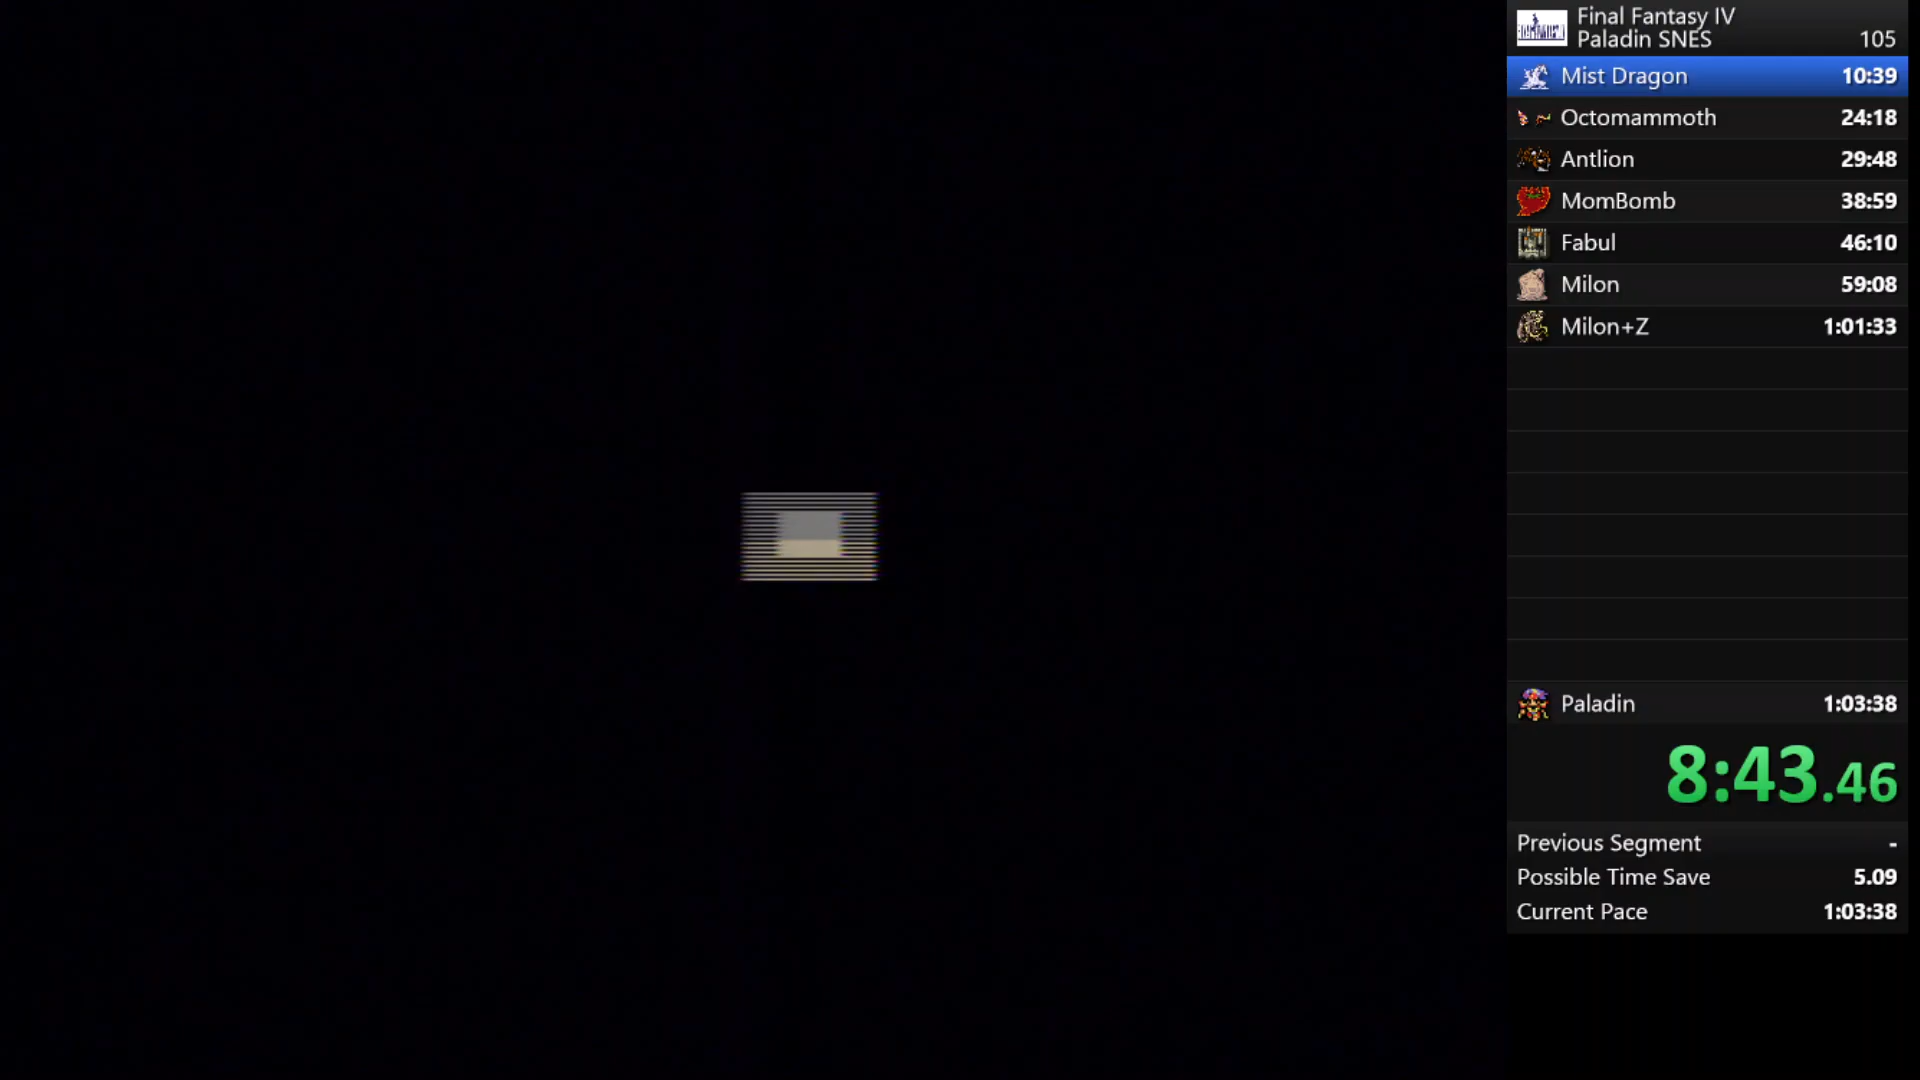 Final Fantasy IV
Paladin SNES 105
Mist Dragon 10:39
Octomammoth 24:18
Antlion 29:48
MomBomb 38:59
Fabul 46:10
Milon 59:08
Milon+Z 1:01:33
Paladin 1:03:38
8:43.46
Previous Segment -
Possible Time Save 5.09
Current Pace 1:03:38